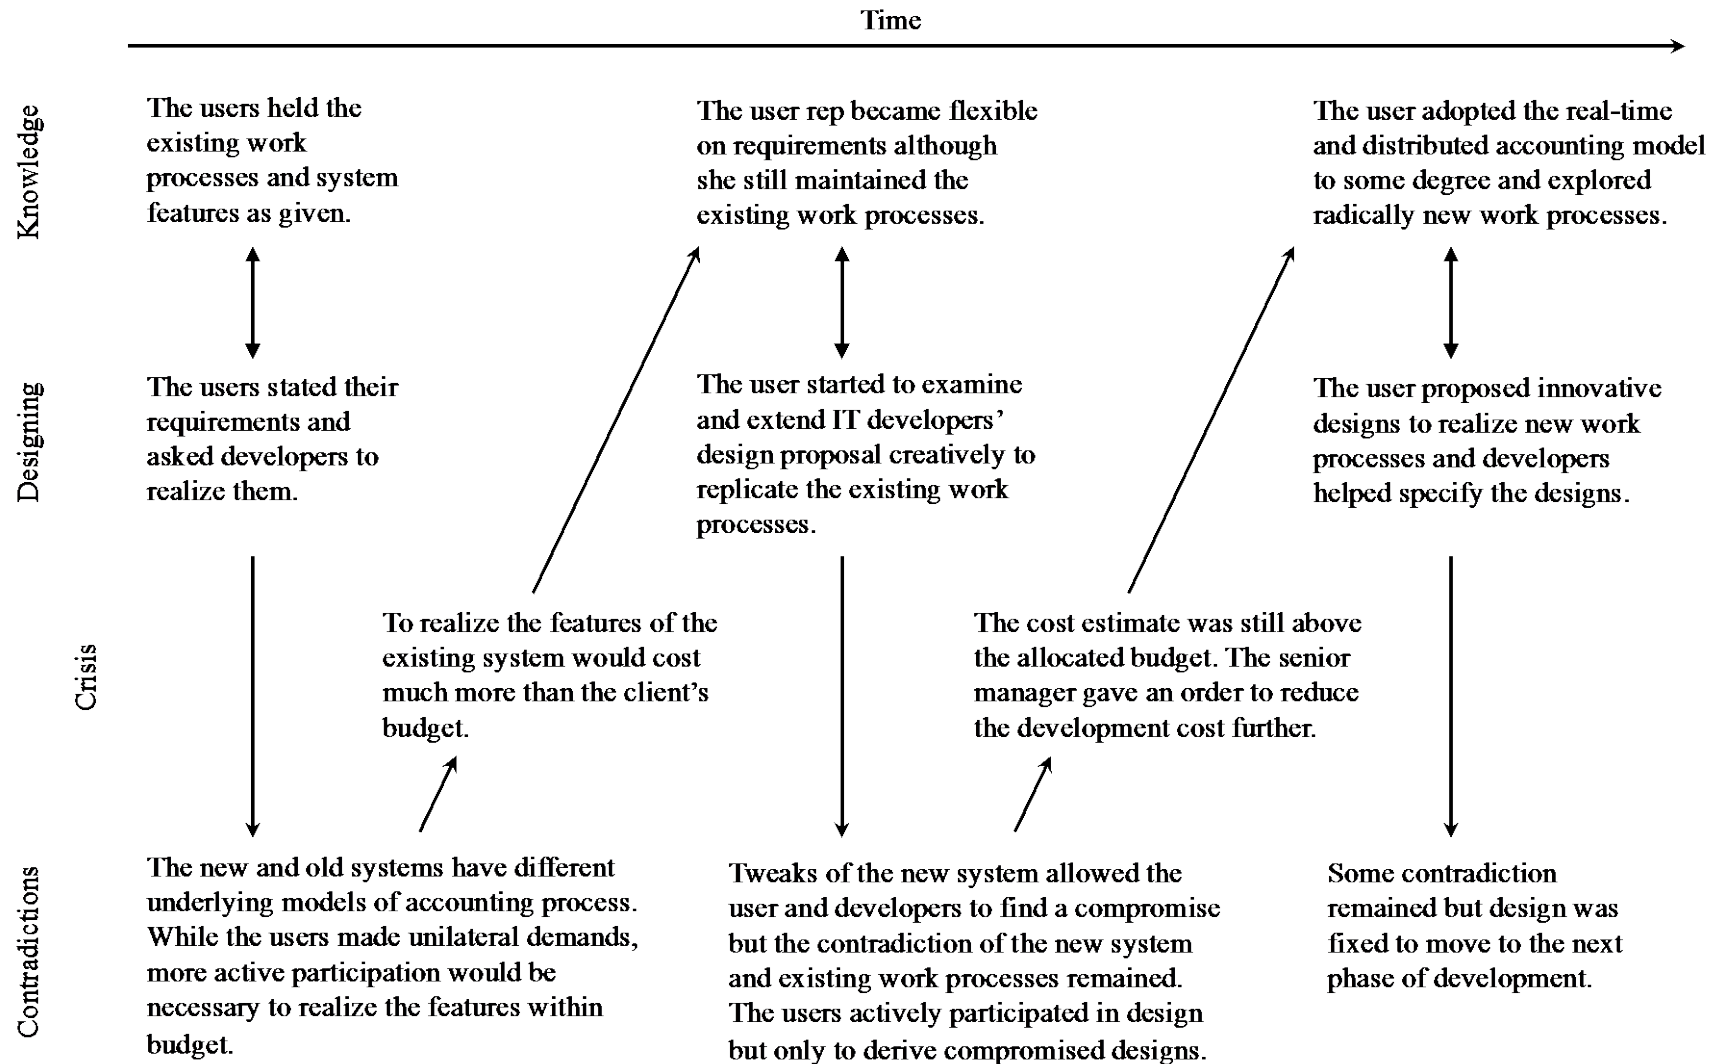 Time
Knowledge
The users held the
existing work
processes and system
features as given.
The user rep became flexible
on requirements although
she still maintained the
existing work processes.
The user adopted the real-time
and distributed accounting model
to some degree and explored
radically new work processes.
Designing
The users stated their
requirements and
asked developers to
realize them.
The user started to examine
and extend IT developers’
design proposal creatively to
replicate the existing work
processes.
The user proposed innovative
designs to realize new work
processes and developers
helped specify the designs.
Crisis
To realize the features of the
existing system would cost
much more than the client’s
budget.
The cost estimate was still above
the allocated budget. The senior
manager gave an order to reduce
the development cost further.
Contradictions
The new and old systems have different
underlying models of accounting process.
While the users made unilateral demands,
more active participation would be
necessary to realize the features within
budget.
Tweaks of the new system allowed the
user and developers to find a compromise
but the contradiction of the new system
and existing work processes remained.
The users actively participated in design
but only to derive compromised designs.
Some contradiction
remained but design was
fixed to move to the next
phase of development.